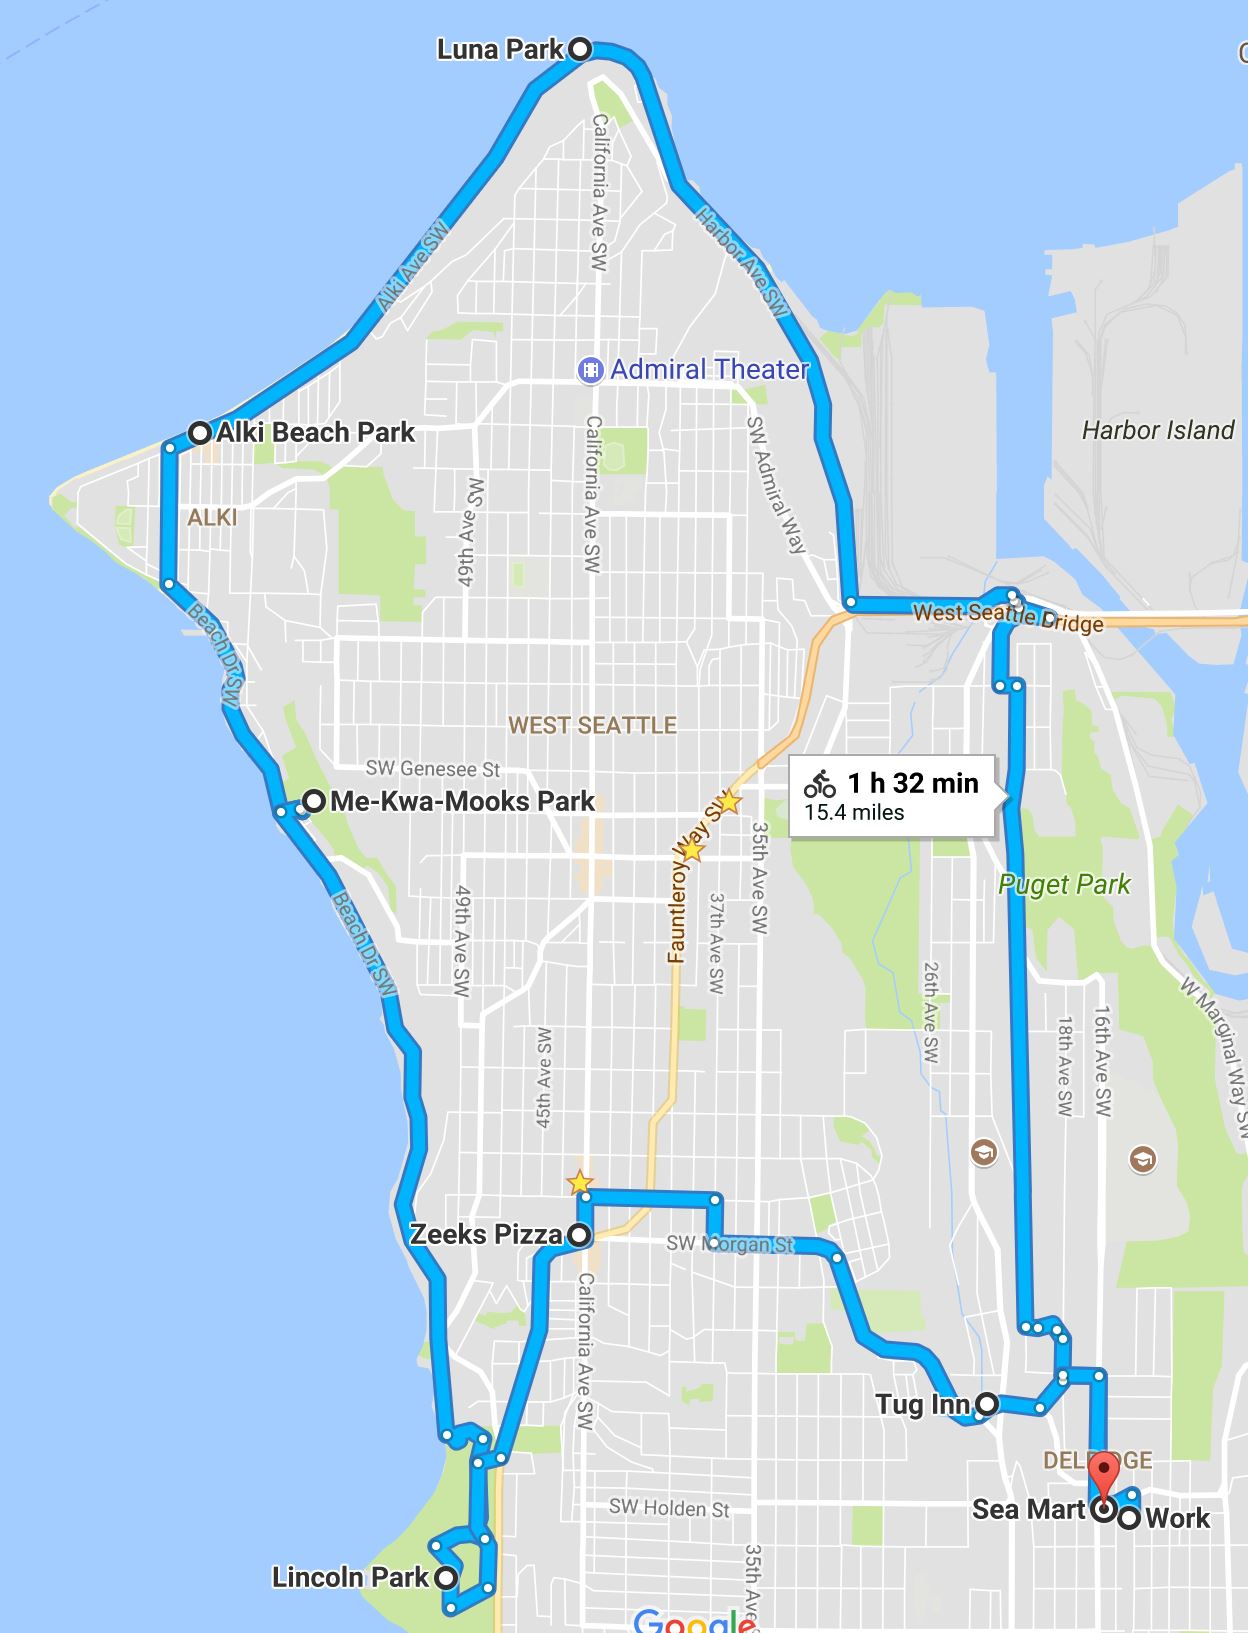 Luna Park
California Ave SW
Harbor Ave SW
Alki Ave SW
Admiral Theater
Harbor Island
Alki Beach Park
California Ave SW
SW Admiral Way
49th Ave SW
ALKI
Beach Dr SW
West Seattle Bridge
WEST SEATTLE
SW Genesee St
1 h 32 min
15.4 miles
Me-Kwa-Mooks Park
Fauntleroy Way SW
35th Ave SW
Puget Park
Beach Dr SW
49th Ave SW
37th Ave SW
26th Ave SW
W Marginal Way SW
18th Ave SW
16th Ave SW
45th Ave SW
Zeeks Pizza
SW Morgan St
California Ave SW
Tug Inn
DELRIDGE
SW Holden St
Sea Mart
Work
35th Ave
Lincoln Park
Google